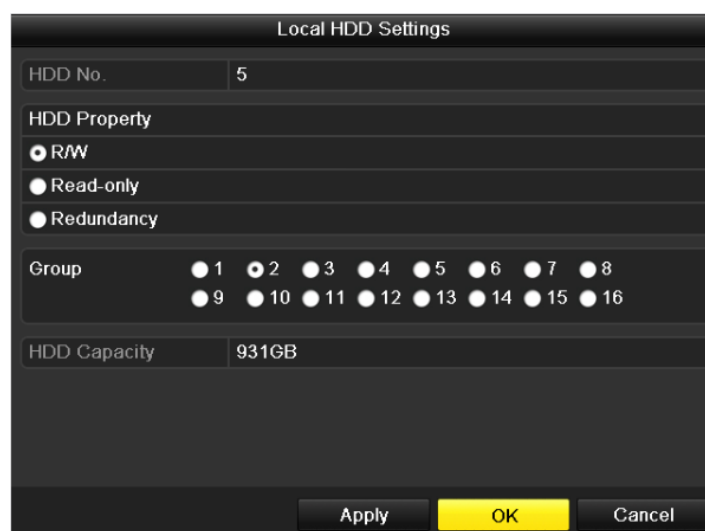 Local HDD Settings
HDD No. 5
HDD Property
R/W
Read-only
Redundancy
Group 1 2 3 4 5 6 7 8
9 10 11 12 13 14 15 16
HDD Capacity 931GB
Apply OK Cancel